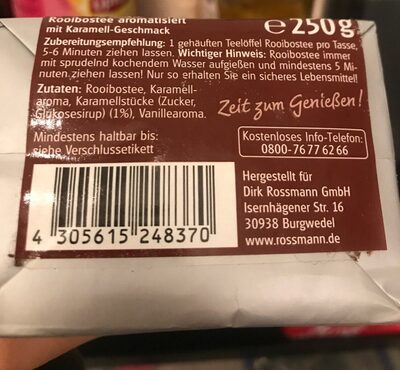 Rooibostee aromatisiert
mit Karamell-Geschmack
e 250g
Zubereitungsempfehlung: 1 gehäuften Teelöffel Rooibostee pro Tasse,
5-6 Minuten ziehen lassen. Wichtiger Hinweis: Rooibostee immer
mit sprudelnd kochendem Wasser aufgießen und mindestens 5 Mi-
nuten ziehen lassen! Nur so erhalten Sie ein sicheres Lebensmittel!
Zutaten: Rooibostee, Karamell-
aroma, Karamellstücke (Zucker,
Glukosesirup) (1%), Vanillearoma.
Zeit zum Genießen!
Mindestens haltbar bis:
siehe Verschlussetikett
Kostenloses Info-Telefon:
0800-76 77 62 66
Hergestellt für
Dirk Rossmann GmbH
Isernhägener Str. 16
30938 Burgwedel
www.rossmann.de
4 305615 248370